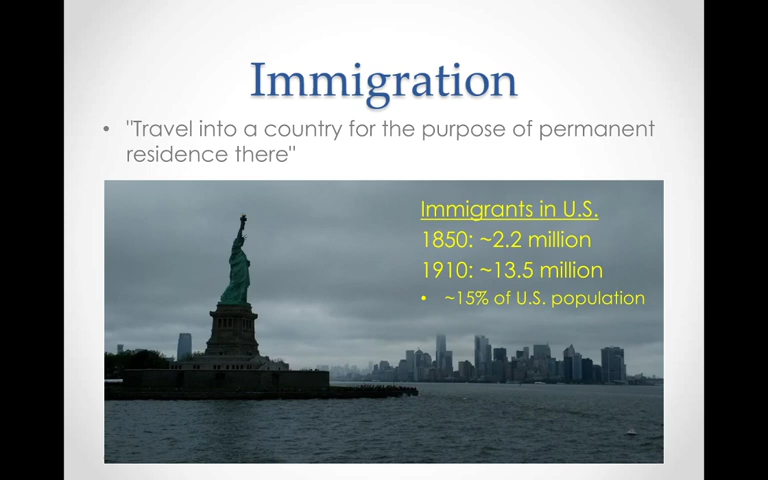 Immigration
• "Travel into a country for the purpose of permanent
residence there"
Immigrants in U.S.
1850: ~2.2 million
1910: ~13.5 million
• ~15% of U.S. population